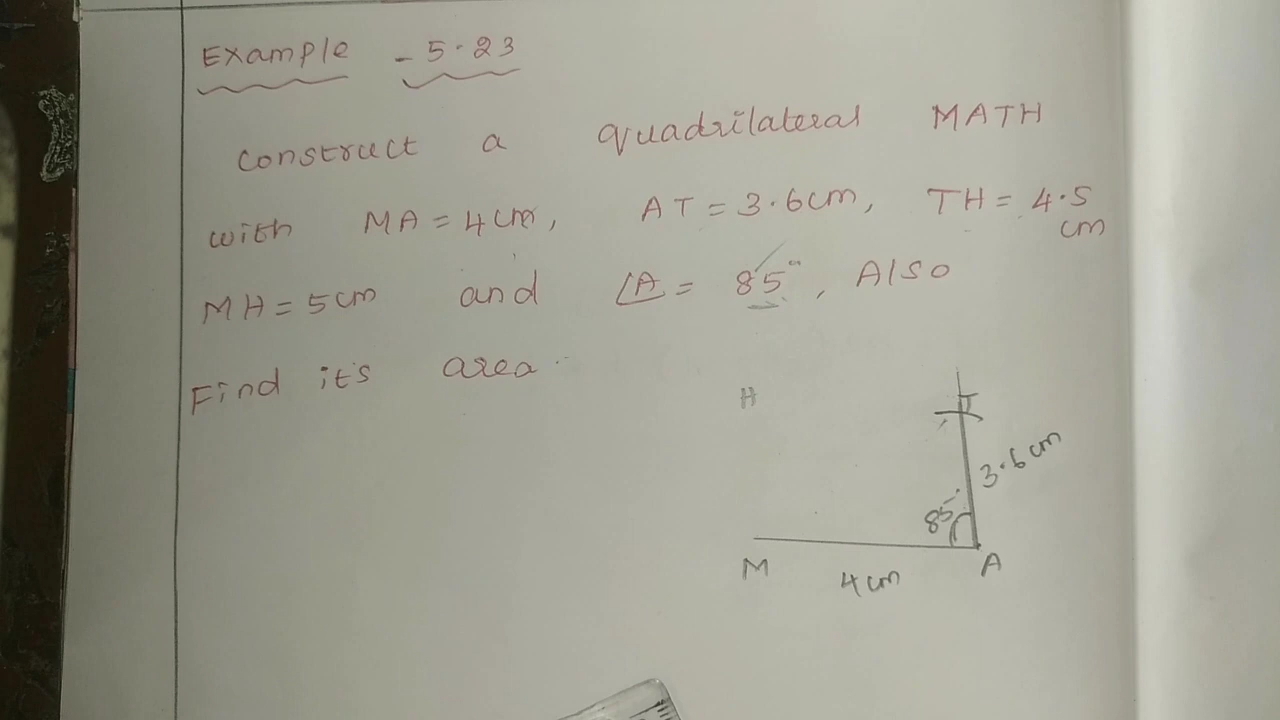 Example - 5.23
construct a quadrilateral MATH
with MA = 4cm, AT = 3.6cm, TH = 4.5 cm
MH = 5cm and ∠A = 85°, Also
Find it's area
H
T
3.6cm
85°
M
A
4cm